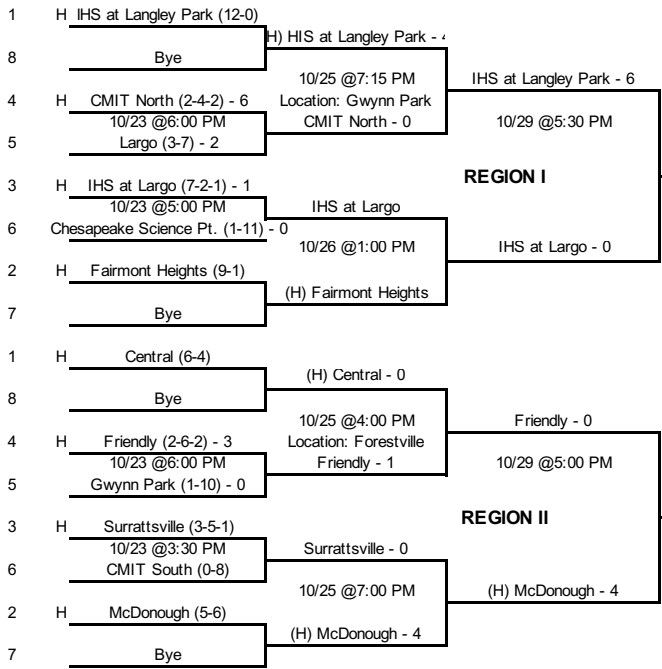 1 H IHS at Langley Park (12-0)
H) HIS at Langley Park - 4
8 Bye
10/25 @7:15 PM
IHS at Langley Park - 6
4 H CMIT North (2-4-2) - 6
Location: Gwynn Park
10/23 @6:00 PM
CMIT North - 0
10/29 @5:30 PM
5 Largo (3-7) - 2
REGION I
3 H IHS at Largo (7-2-1) - 1
10/23 @5:00 PM
IHS at Largo
6 Chesapeake Science Pt. (1-11) - 0
10/26 @1:00 PM
IHS at Largo - 0
2 H Fairmont Heights (9-1)
(H) Fairmont Heights
7 Bye
1 H Central (6-4)
(H) Central - 0
8 Bye
10/25 @4:00 PM
Friendly - 0
4 H Friendly (2-6-2) - 3
Location: Forestville
10/23 @6:00 PM
Friendly - 1
10/29 @5:00 PM
5 Gwynn Park (1-10) - 0
REGION II
3 H Surrattsville (3-5-1)
10/23 @3:30 PM
Surrattsville - 0
6 CMIT South (0-8)
10/25 @7:00 PM
(H) McDonough - 4
2 H McDonough (5-6)
(H) McDonough - 4
7 Bye